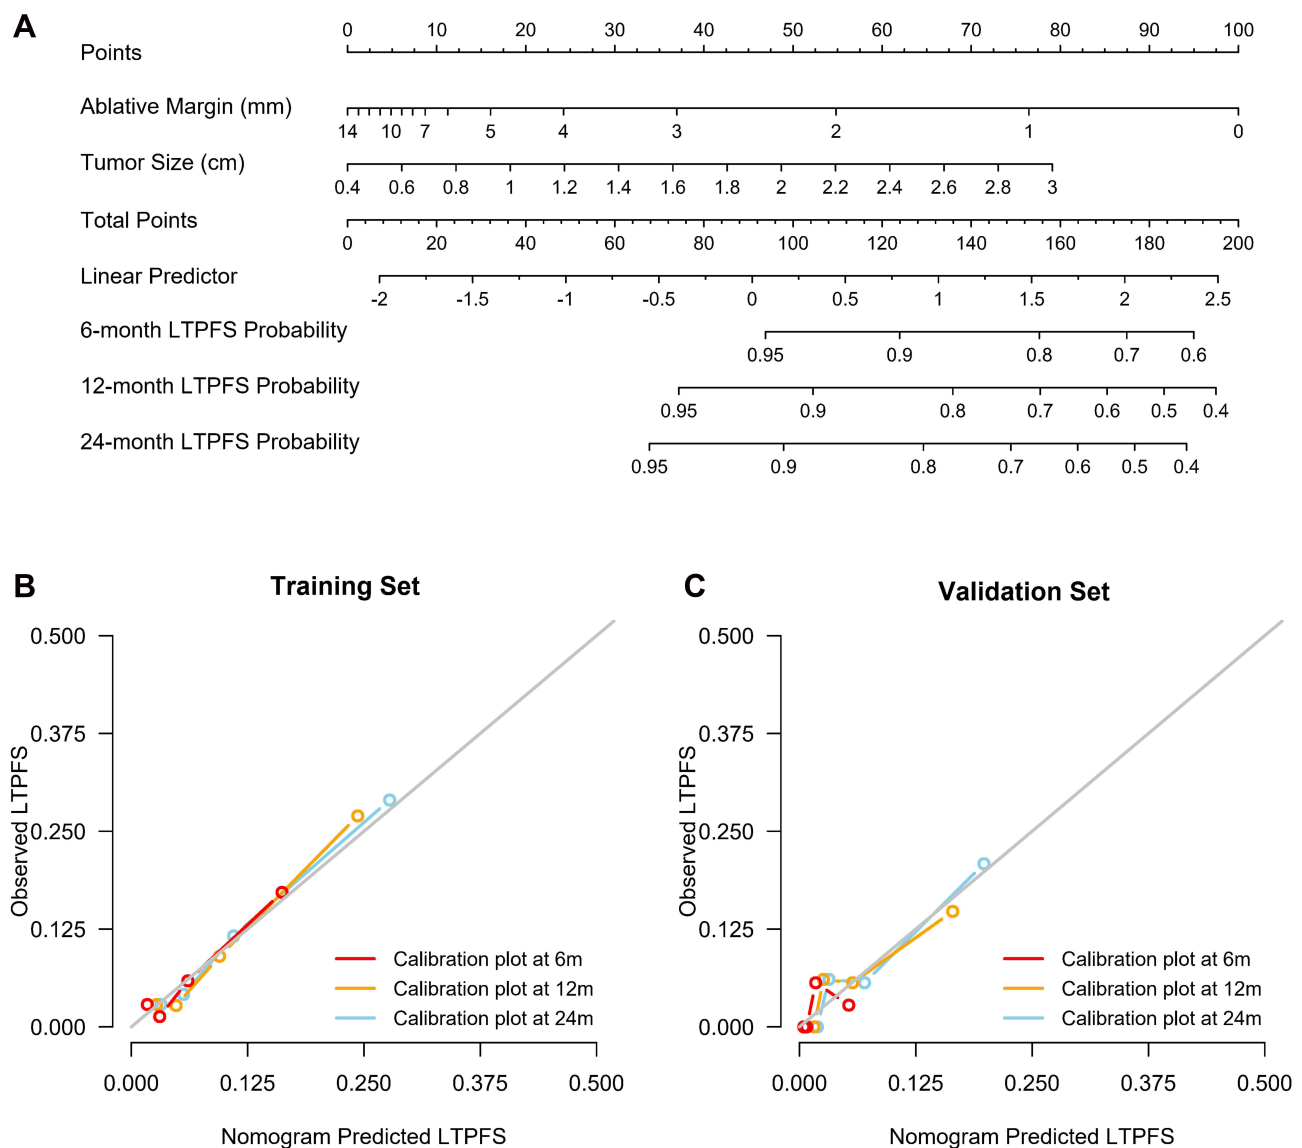 A
0 10 20 30 40 50 60 70 80 90 100
Points
Ablative Margin (mm)
14 10 7 5 4 3 2 1 0
Tumor Size (cm)
0.4 0.6 0.8 1 1.2 1.4 1.6 1.8 2 2.2 2.4 2.6 2.8 3
Total Points
0 20 40 60 80 100 120 140 160 180 200
Linear Predictor
-2 -1.5 -1 -0.5 0 0.5 1 1.5 2 2.5
6-month LTPFS Probability
0.95 0.9 0.8 0.7 0.6
12-month LTPFS Probability
0.95 0.9 0.8 0.7 0.6 0.5 0.4
24-month LTPFS Probability
0.95 0.9 0.8 0.7 0.6 0.5 0.4
B
Training Set
Observed LTPFS
0.500
0.375
0.250
0.125
0.000
Calibration plot at 6m
Calibration plot at 12m
Calibration plot at 24m
0.000 0.125 0.250 0.375 0.500
Nomogram Predicted LTPFS
C
Validation Set
Observed LTPFS
0.500
0.375
0.250
0.125
0.000
Calibration plot at 6m
Calibration plot at 12m
Calibration plot at 24m
0.000 0.125 0.250 0.375 0.500
Nomogram Predicted LTPFS